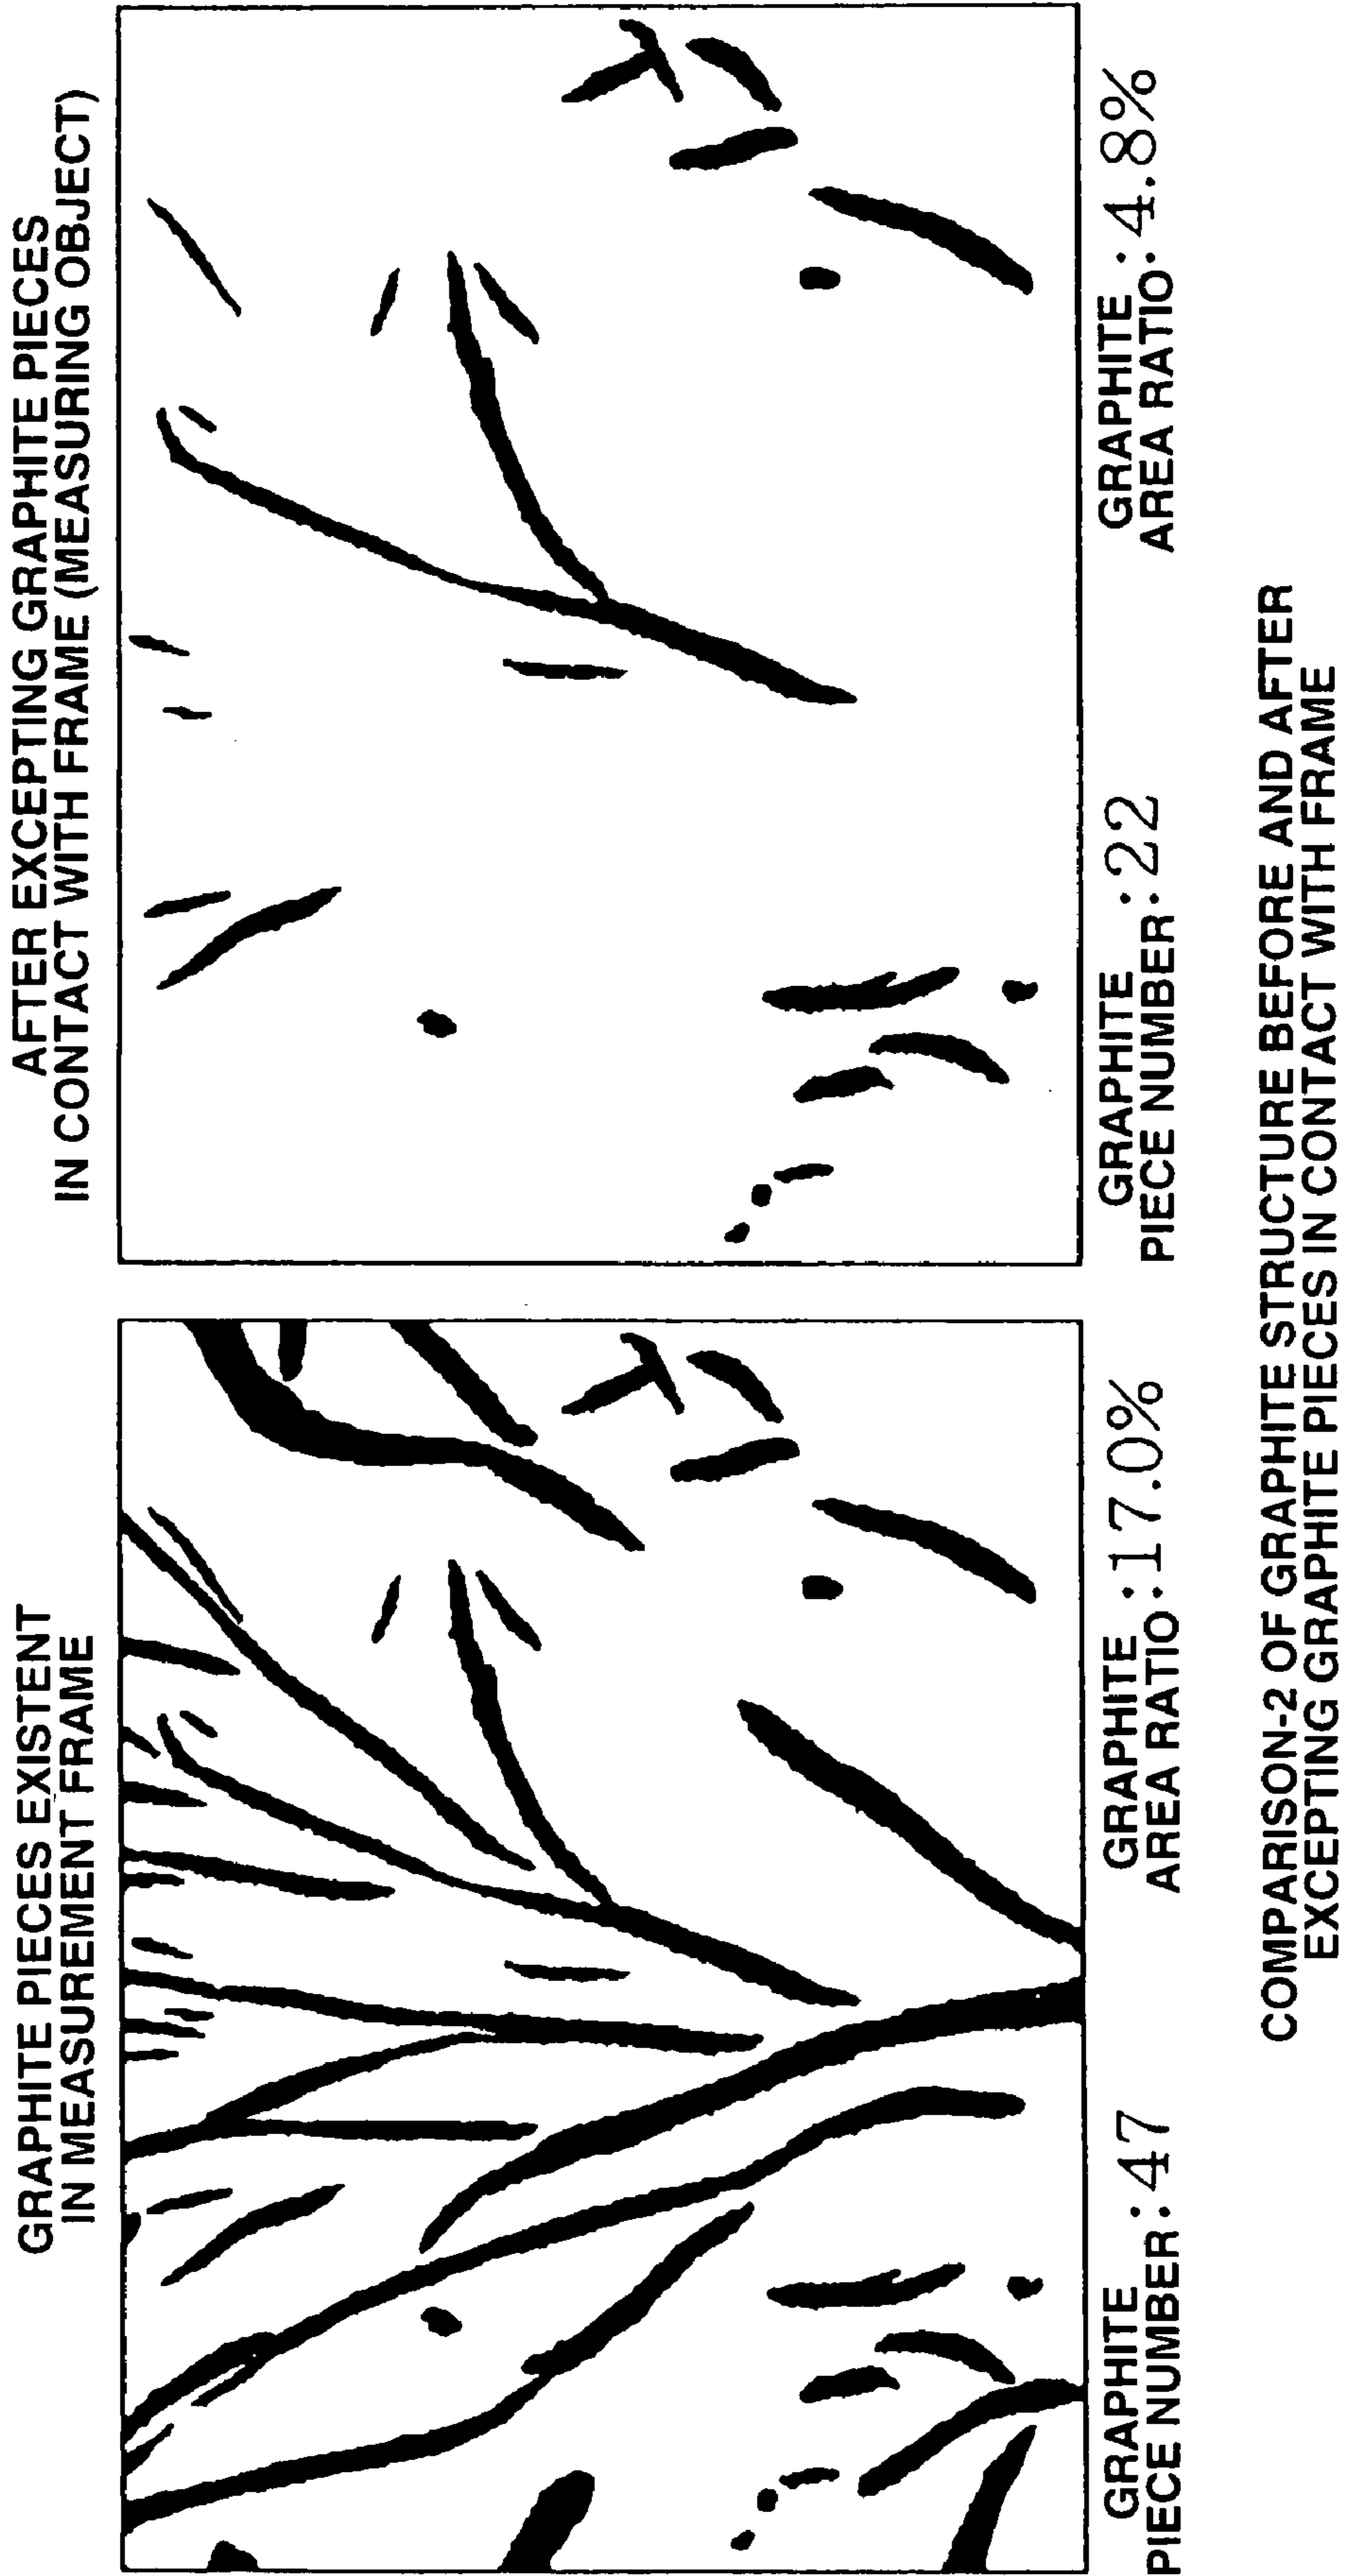 GRAPHITE PIECES EXISTENT
IN MEASUREMENT FRAME
GRAPHITE
PIECE NUMBER:47
GRAPHITE
AREA RATIO:17.0%
AFTER EXCEPTING GRAPHITE PIECES
IN CONTACT WITH FRAME (MEASURING OBJECT)
GRAPHITE
PIECE NUMBER:22
GRAPHITE
AREA RATIO:4.8%
COMPARISON-2 OF GRAPHITE STRUCTURE BEFORE AND AFTER
EXCEPTING GRAPHITE PIECES IN CONTACT WITH FRAME